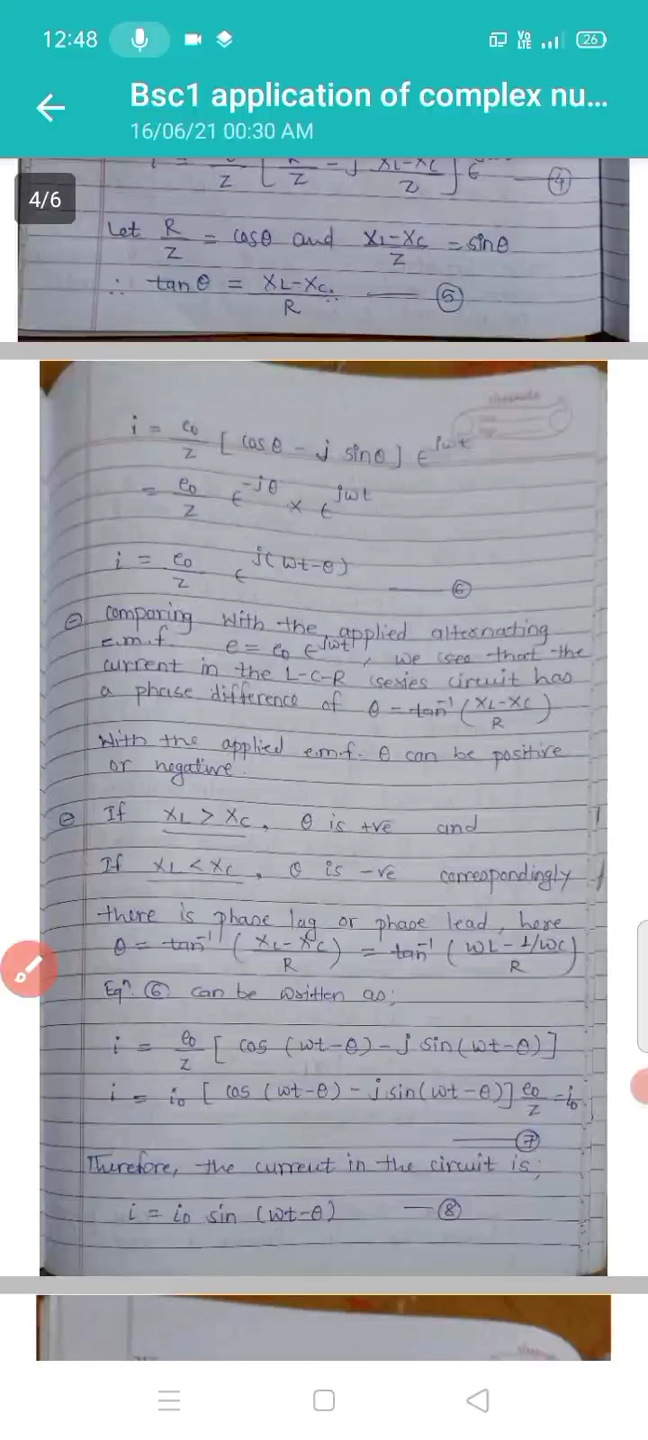 12:48
Vo
LTE
26
Bsc1 application of complex nu...
16/06/21 00:30 AM
4/6
④
Let R/Z = cosθ and XL-XC/Z = sinθ
∴ tanθ = XL-XC/R ⑤
i = e0/Z [cosθ - j sinθ] ϵ^jωt
= e0/Z ϵ^-jθ × ϵ^jωt
i = e0/Z ϵ^j(ωt-θ) ⑥
comparing with the applied alternating
e.m.f. e = e0 ϵ^jωt, we see that the
current in the L-C-R series circuit has
a phase difference of θ = tan⁻¹(XL-XC/R)
With the applied e.m.f. θ can be positive
or negative.
If XL > XC, θ is +ve and
If XL < XC, θ is -ve correspondingly
there is phase lag or phase lead, here
θ = tan⁻¹ (XL-XC/R) = tan⁻¹ (ωL-1/ωC/R)
Eqn. ⑥ can be written as;
i = e0/Z [cos (ωt-θ) - j sin(ωt-θ)]
i = i0 [cos (ωt-θ) - j sin(ωt-θ)] e0/Z = i0
⑦
Therefore, the current in the circuit is;
i = i0 sin (ωt-θ) ⑧